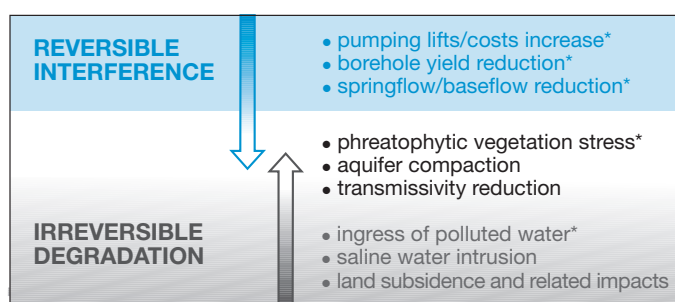 REVERSIBLE
INTERFERENCE
• pumping lifts/costs increase*
• borehole yield reduction*
• springflow/baseflow reduction*
• phreatophytic vegetation stress*
• aquifer compaction
• transmissivity reduction
IRREVERSIBLE
DEGRADATION
• ingress of polluted water*
• saline water intrusion
• land subsidence and related impacts